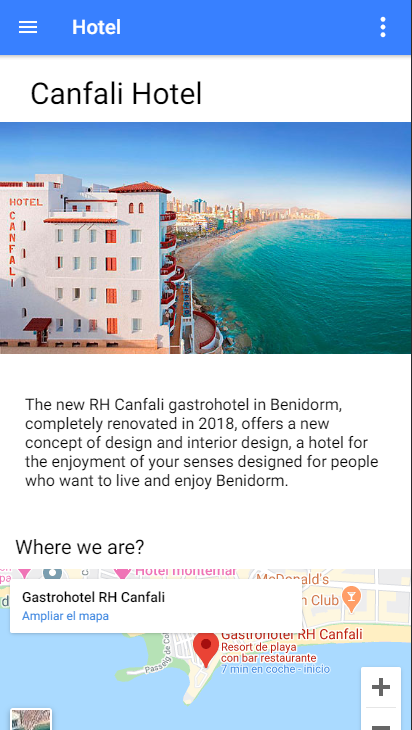 Hotel
Canfali Hotel
HOTEL
CANFALI
The new RH Canfali gastrohotel in Benidorm,
completely renovated in 2018, offers a new
concept of design and interior design, a hotel for
the enjoyment of your senses designed for people
who want to live and enjoy Benidorm.
Where we are?
Hotel montemar
McDonald's
Gastrohotel RH Canfali
Ampliar el mapa
n Club
Gastrohotel RH Canfali
Resort de playa
con bar restaurante
7 min en coche - inicio
Passeig de Co